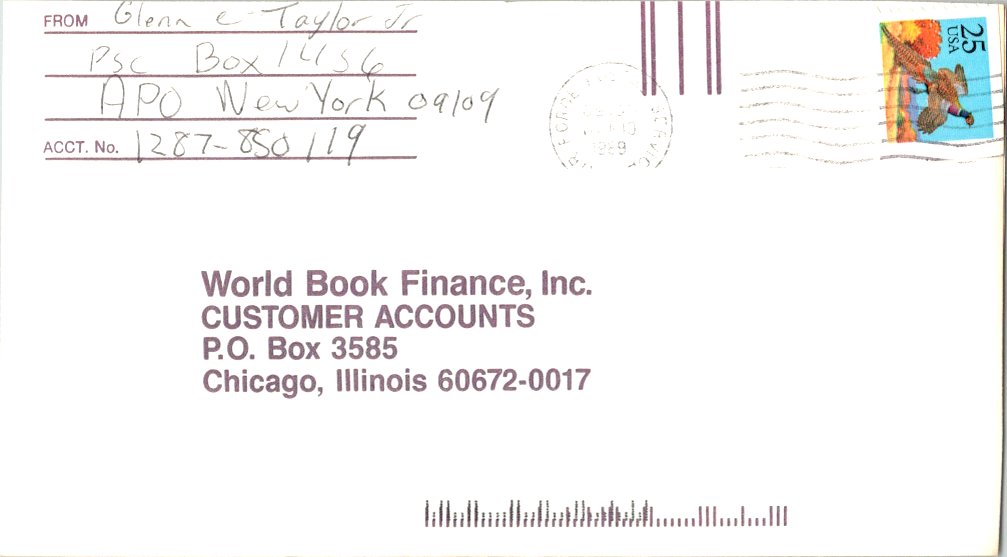 FROM Glenn E Taylor Jr
PSC Box 1456
APO New York 09109
ACCT. No. 1287-850119
25
USA
1989
World Book Finance, Inc.
CUSTOMER ACCOUNTS
P.O. Box 3585
Chicago, Illinois 60672-0017